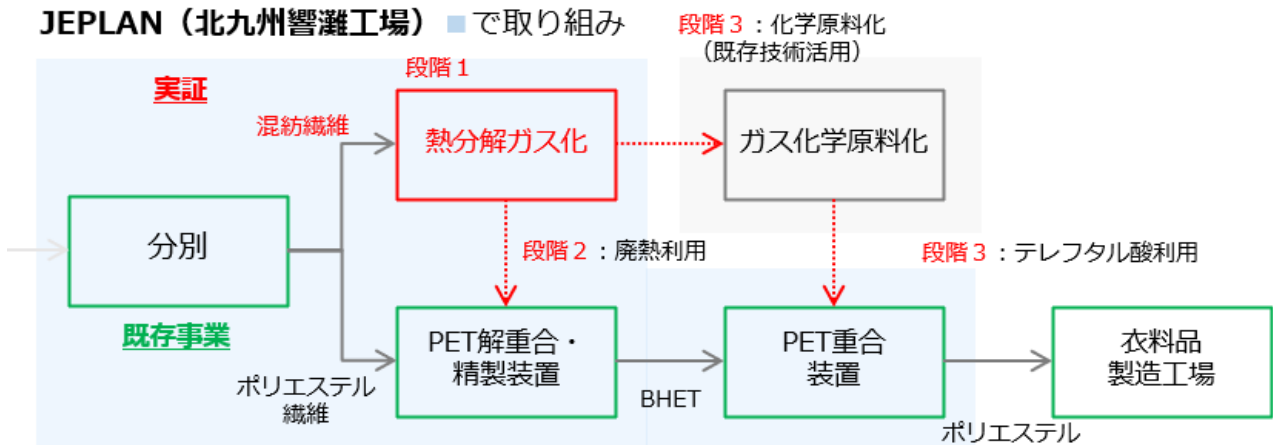 JEPLAN（北九州響灘工場） ■で取り組み
段階３：化学原料化
（既存技術活用）
実証
段階１
混紡繊維
熱分解ガス化
ガス化学原料化
分別
段階２：廃熱利用
段階３：テレフタル酸利用
既存事業
PET解重合・
精製装置
PET重合
装置
衣料品
製造工場
ポリエステル
繊維
BHET
ポリエステル